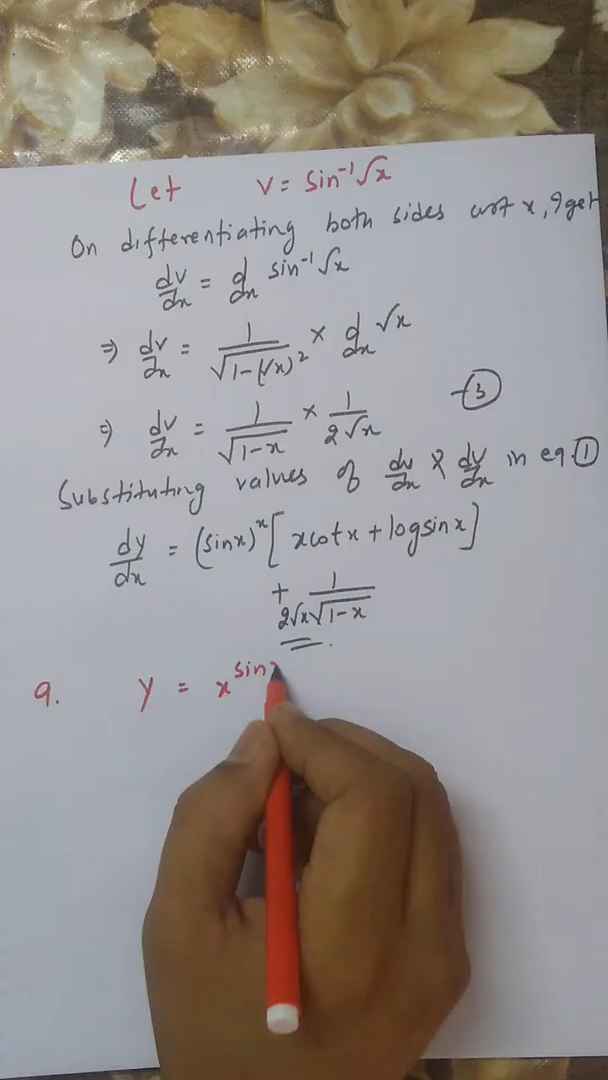 Let v = sin⁻¹√x
On differentiating both sides wrt x, I get
dv/dx = d/dx sin⁻¹√x
⇒ dv/dx = 1/√(1-(√x)²) × d/dx √x
⇒ dv/dx = 1/√(1-x) × 1/(2√x) -③
Substituting values of du/dx & dv/dx in eq ①
dy/dx = (sinx)ˣ[xcotx + logsinx]
+ 1/(2√x√(1-x)).
9. y = x^sin